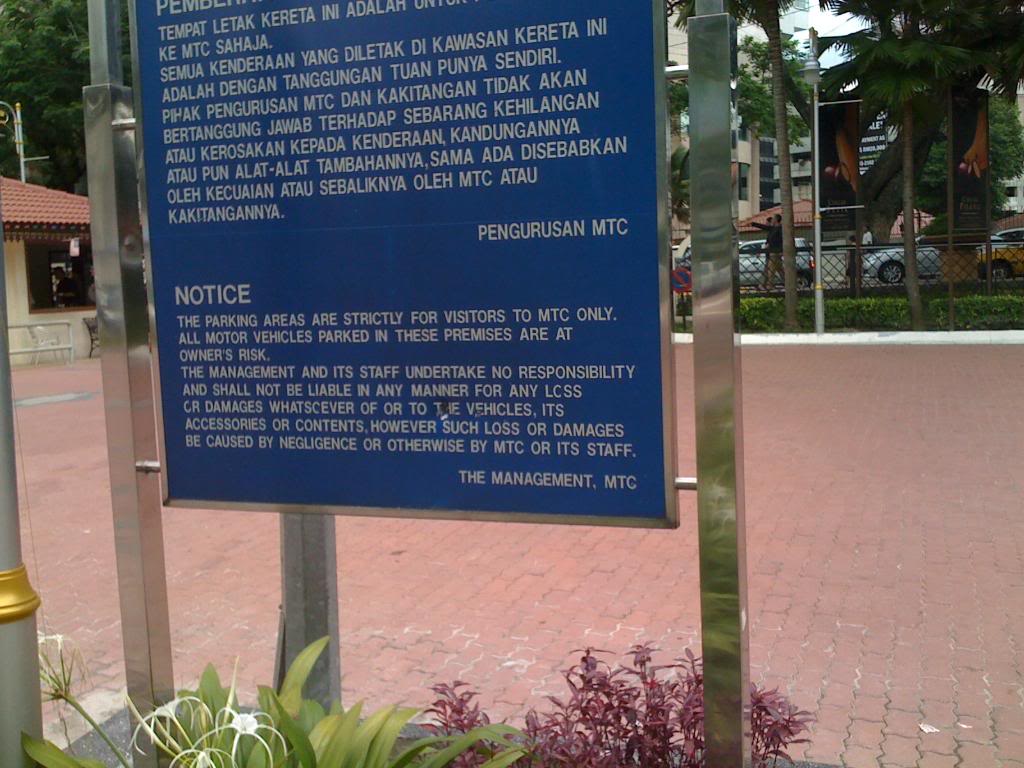 TEMPAT LETAK KERETA INI ADALAH UNTUK
KE MTC SAHAJA.
SEMUA KENDERAAN YANG DILETAK DI KAWASAN KERETA INI
ADALAH DENGAN TANGGUNGAN TUAN PUNYA SENDIRI.
PIHAK PENGURUSAN MTC DAN KAKITANGAN TIDAK AKAN
BERTANGGUNG JAWAB TERHADAP SEBARANG KEHILANGAN
ATAU KEROSAKAN KEPADA KENDERAAN, KANDUNGANNYA
ATAU PUN ALAT-ALAT TAMBAHANNYA, SAMA ADA DISEBABKAN
OLEH KECUAIAN ATAU SEBALIKNYA OLEH MTC ATAU
KAKITANGANNYA.
PENGURUSAN MTC
NOTICE
THE PARKING AREAS ARE STRICTLY FOR VISITORS TO MTC ONLY.
ALL MOTOR VEHICLES PARKED IN THESE PREMISES ARE AT
OWNER'S RISK.
THE MANAGEMENT AND ITS STAFF UNDERTAKE NO RESPONSIBILITY
AND SHALL NOT BE LIABLE IN ANY MANNER FOR ANY LOSS
OR DAMAGES WHATSOEVER OF OR TO THE VEHICLES, ITS
ACCESSORIES OR CONTENTS, HOWEVER SUCH LOSS OR DAMAGES
BE CAUSED BY NEGLIGENCE OR OTHERWISE BY MTC OR ITS STAFF.
THE MANAGEMENT, MTC